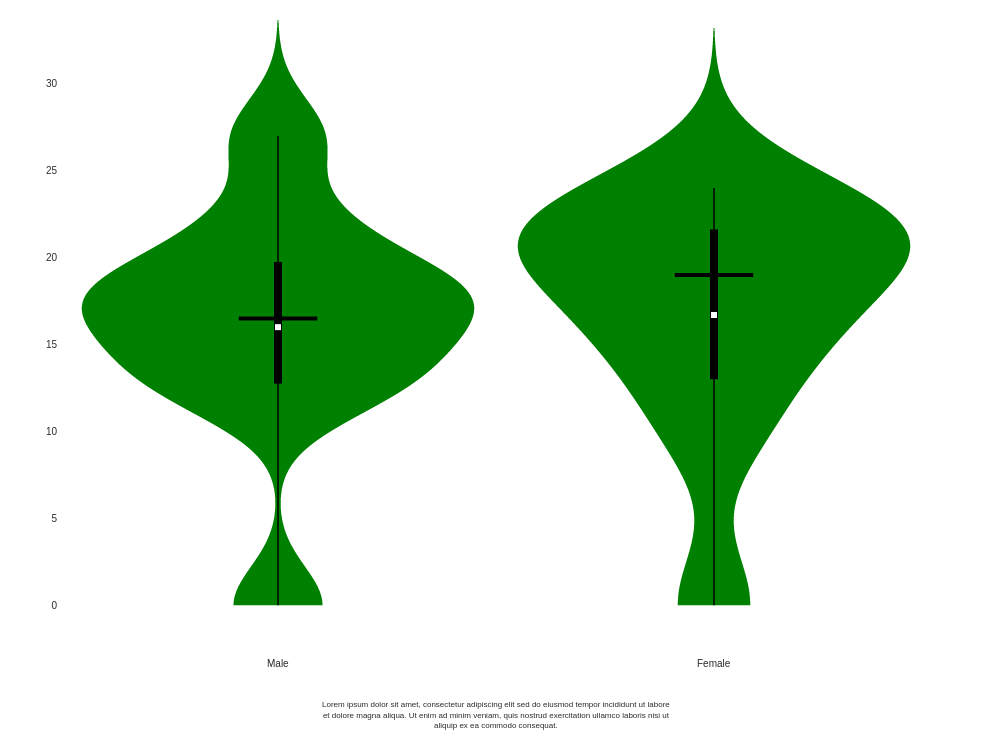 30
25
20
15
10
5
0
Male Female
Lorem ipsum dolor sit amet, consectetur adipiscing elit sed do eiusmod tempor incididunt ut labore
et dolore magna aliqua. Ut enim ad minim veniam, quis nostrud exercitation ullamco laboris nisi ut
aliquip ex ea commodo consequat.